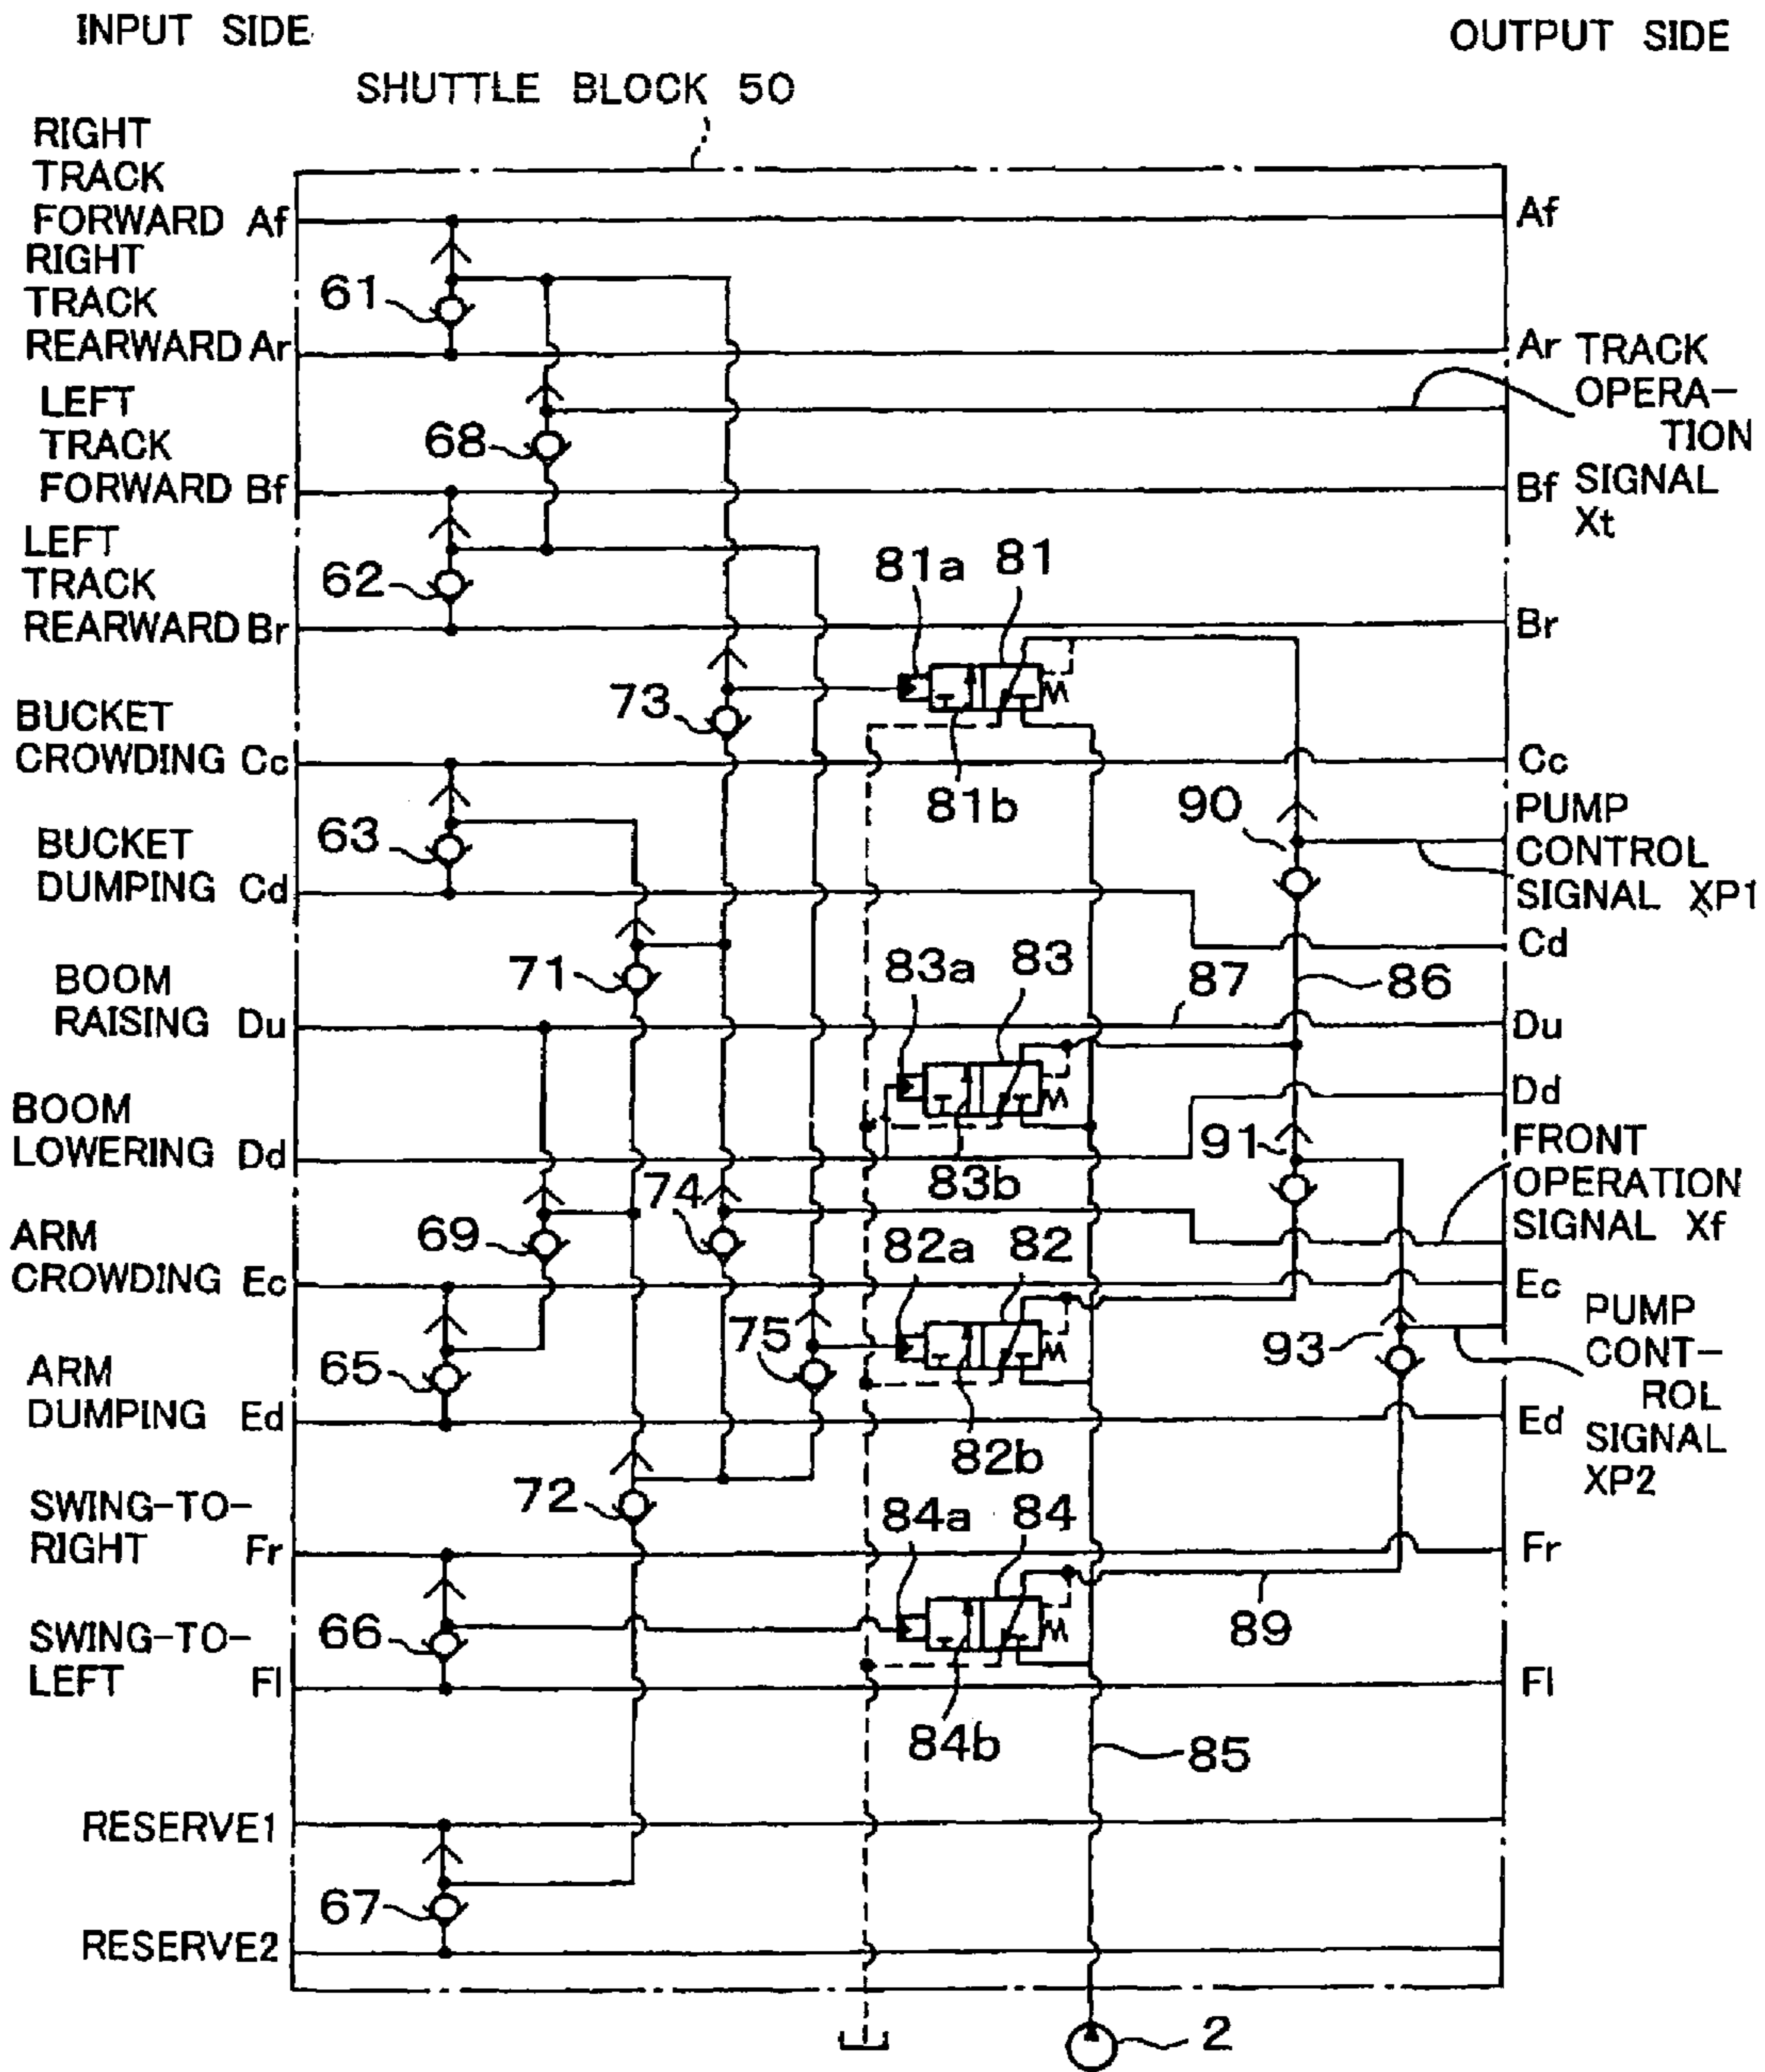 INPUT SIDE
OUTPUT SIDE
SHUTTLE BLOCK 50
RIGHT
TRACK
FORWARD Af
Af
RIGHT
TRACK
REARWARD Ar
61
Ar
TRACK
OPERA-
TION
SIGNAL
Xt
LEFT
TRACK
FORWARD Bf
68
Bf
LEFT
TRACK
REARWARD Br
62
81a
81
Br
73
81b
BUCKET
CROWDING Cc
Cc
BUCKET
DUMPING Cd
63
90
PUMP
CONTROL
SIGNAL XP1
Cd
71
83a
83
87
86
BOOM
RAISING Du
Du
BOOM
LOWERING Dd
83b
91
Dd
FRONT
OPERATION
SIGNAL Xf
74
69
82a
82
ARM
CROWDING Ec
Ec
75
93
PUMP
CONT-
ROL
SIGNAL
XP2
ARM
DUMPING Ed
65
82b
Ed
72
84a
84
SWING-TO-
RIGHT Fr
Fr
66
89
SWING-TO-
LEFT Fl
84b
Fl
85
RESERVE1
67
RESERVE2
2